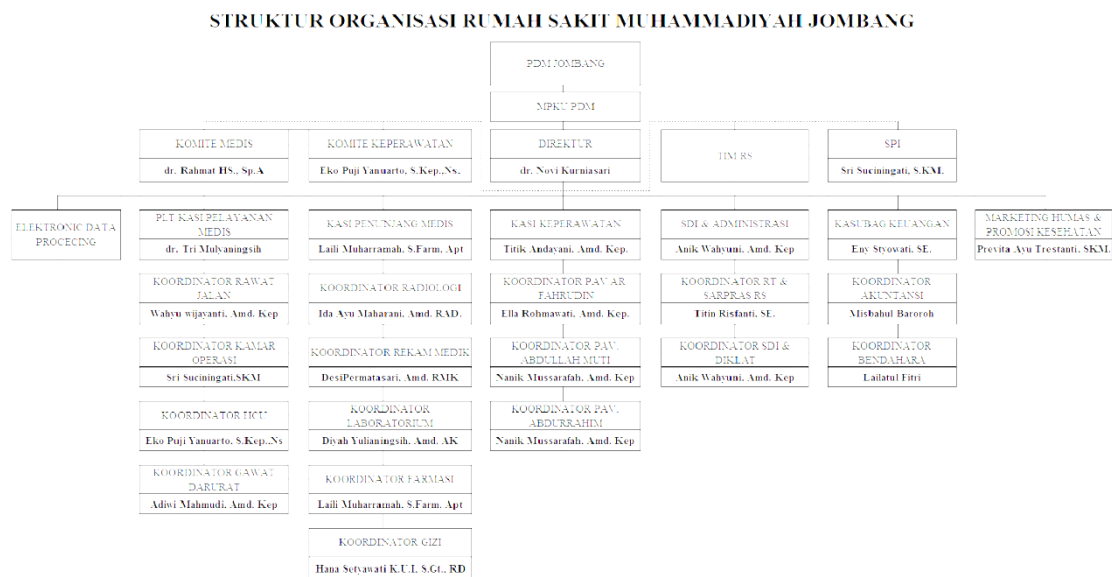 STRUKTUR ORGANISASI RUMAH SAKIT MUHAMMADIYAH JOMBANG
PDM JOMBANG
MPKU PDM
KOMITE MEDIS
dr. Rahmat HS., Sp.A
KOMITE KEPERAWATAN
Eko Puji Yanuarto, S.Kep.,Ns.
DIREKTUR
dr. Novi Kurniasari
TIM RS
SPI
Sri Suciningati, S.KM.
ELEKTRONIC DATA
PROCECING
PLT KASI PELAYANAN
MEDIS
dr. Tri Mulyaningsih
KASI PENUNJANG MEDIS
Laili Muharramah, S.Farm, Apt
KASI KEPERAWATAN
Titik Andayani, Amd. Kep.
SDI & ADMINISTRASI
Anik Wahyuni, Amd. Kep
KASUBAG KEUANGAN
Eny Styowati, SE.
MARKETING HUMAS &
PROMOSI KESEHATAN
Previta Ayu Trestanti, SKM.
KOORDINATOR RAWAT
JALAN
Wahyu wijayanti, Amd. Kep
KOORDINATOR RADIOLOGI
Ida Ayu Maharani, Amd. RAD.
KOORDINATOR PAV AR
FAHRUDIN
Ella Rohmawati, Amd. Kep.
KOORDINATOR RT &
SARPRAS RS
Titin Risfanti, SE.
KOORDINATOR
AKUNTANSI
Misbahul Baroroh
KOORDINATOR KAMAR
OPERASI
Sri Suciningati,SKM
KOORDINATOR REKAM MEDIK
DesiPermatasari, Amd. RMK
KOORDINATOR PAV.
ABDULLAH MUTI
Nanik Mussarafah, Amd. Kep
KOORDINATOR SDI &
DIKLAT
Anik Wahyuni, Amd. Kep
KOORDINATOR
BENDAHARA
Lailatul Fitri
KOORDINATOR HCU
Eko Puji Yanuarto, S.Kep.,Ns
KOORDINATOR
LABORATORIUM
Diyah Yulianingsih, Amd. AK
KOORDINATOR PAV.
ABDURRAHIM
Nanik Mussarafah, Amd. Kep
KOORDINATOR GAWAT
DARURAT
Adiwi Mahmudi, Amd. Kep
KOORDINATOR FARMASI
Laili Muharramah, S.Farm, Apt
KOORDINATOR GIZI
Hana Setyawati K.U.I, S.Gt., RD